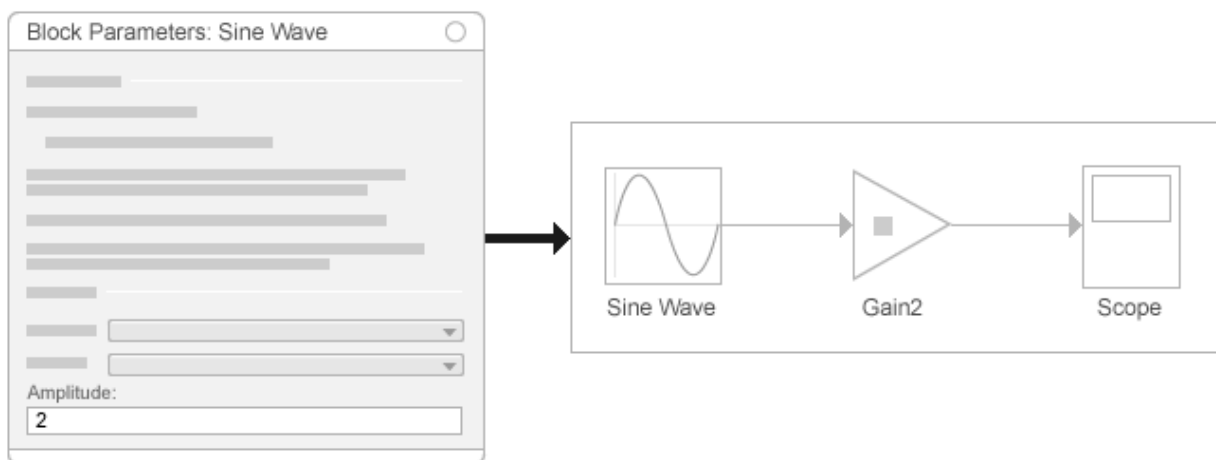 Block Parameters: Sine Wave
Amplitude:
2
Sine Wave
Gain2
Scope